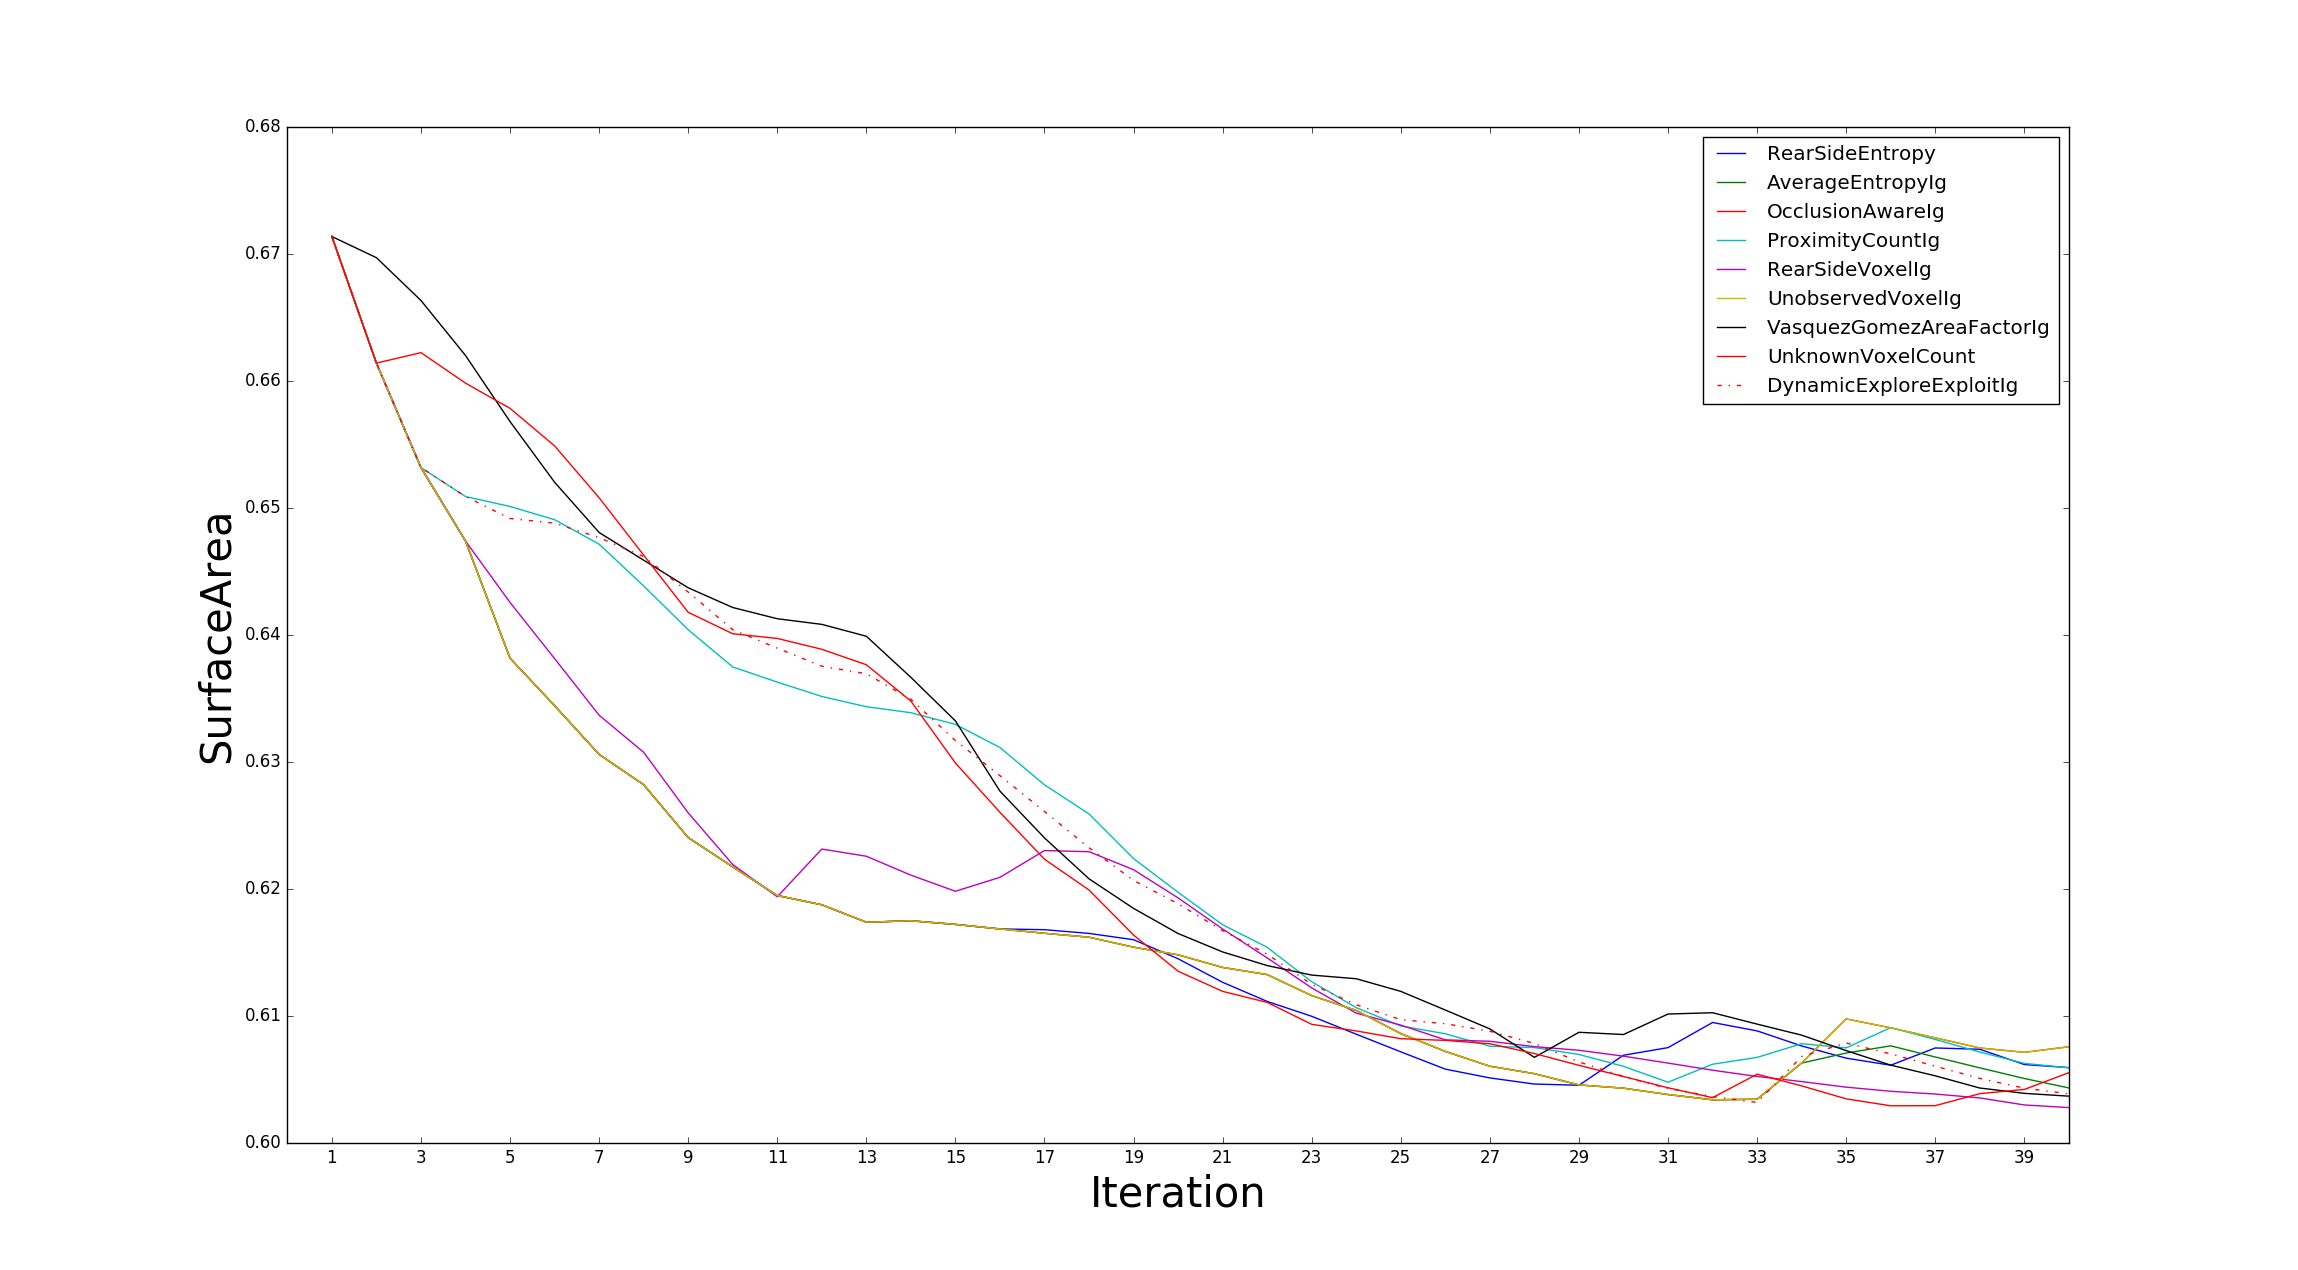 0.68
0.67
0.66
0.65
0.64
0.63
0.62
0.61
0.60
SurfaceArea
RearSideEntropy
AverageEntropyIg
OcclusionAwareIg
ProximityCountIg
RearSideVoxelIg
UnobservedVoxelIg
VasquezGomezAreaFactorIg
UnknownVoxelCount
DynamicExploreExploitIg
1 3 5 7 9 11 13 15 17 19 21 23 25 27 29 31 33 35 37 39
Iteration